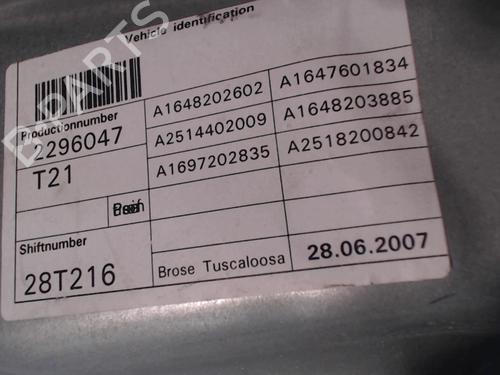 Vehicle identification
Productionnumber
2296047
T21
A1648202602
A2514402009
A1697202835
A1647601834
A1648203885
A2518200842
Shiftnumber
28T216
Brose Tuscaloosa
28.06.2007
B-PARTS